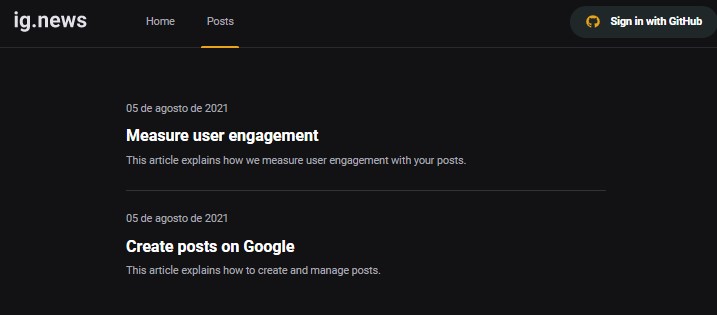 ig.news
Home
Posts
Sign in with GitHub
05 de agosto de 2021
Measure user engagement
This article explains how we measure user engagement with your posts.
05 de agosto de 2021
Create posts on Google
This article explains how to create and manage posts.